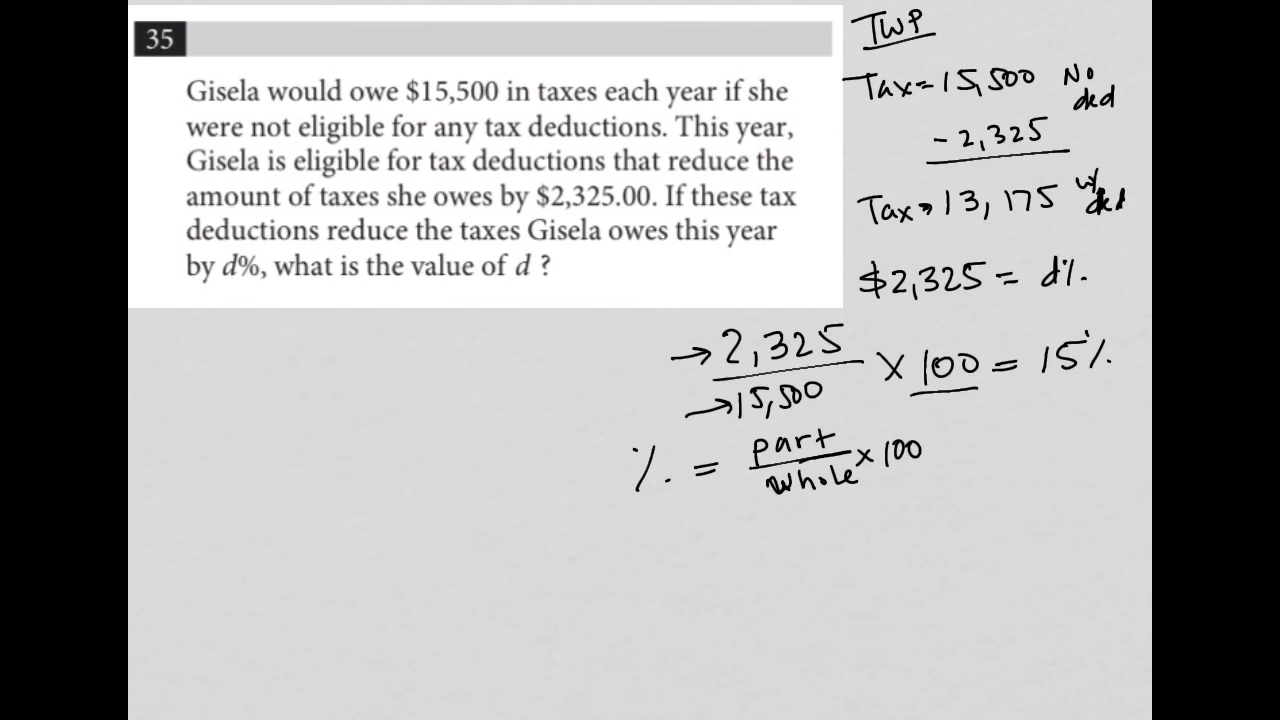 35
Gisela would owe $15,500 in taxes each year if she
were not eligible for any tax deductions. This year,
Gisela is eligible for tax deductions that reduce the
amount of taxes she owes by $2,325.00. If these tax
deductions reduce the taxes Gisela owes this year
by d%, what is the value of d ?
TWP
Tax = 15,500 No ded
- 2,325
Tax → 13,175 w/ ded
$2,325 = d%
→ 2,325
→ 15,500
× 100 = 15%
% = part
whole × 100